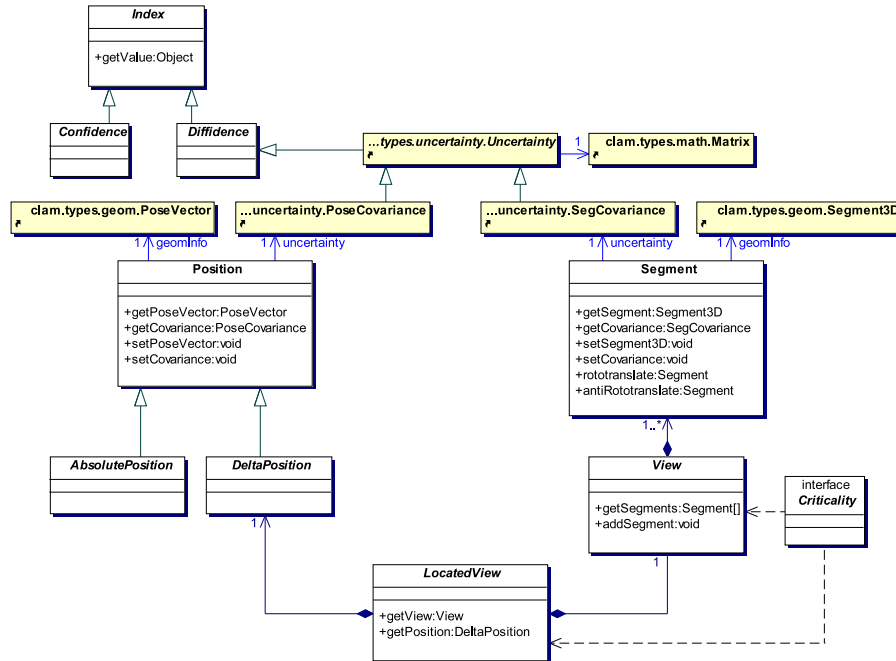 Index
+getValue:Object
Confidence
Diffidence
...types.uncertainty.Uncertainty
1
clam.types.math.Matrix
clam.types.geom.PoseVector
...uncertainty.PoseCovariance
...uncertainty.SegCovariance
clam.types.geom.Segment3D
1 geomInfo
1 uncertainty
1 uncertainty
1 geomInfo
Position
+getPoseVector:PoseVector
+getCovariance:PoseCovariance
+setPoseVector:void
+setCovariance:void
Segment
+getSegment:Segment3D
+getCovariance:SegCovariance
+setSegment3D:void
+setCovariance:void
+rototranslate:Segment
+antiRototranslate:Segment
1..*
AbsolutePosition
DeltaPosition
1
View
+getSegments:Segment[]
+addSegment:void
1
interface
Criticality
LocatedView
+getView:View
+getPosition:DeltaPosition